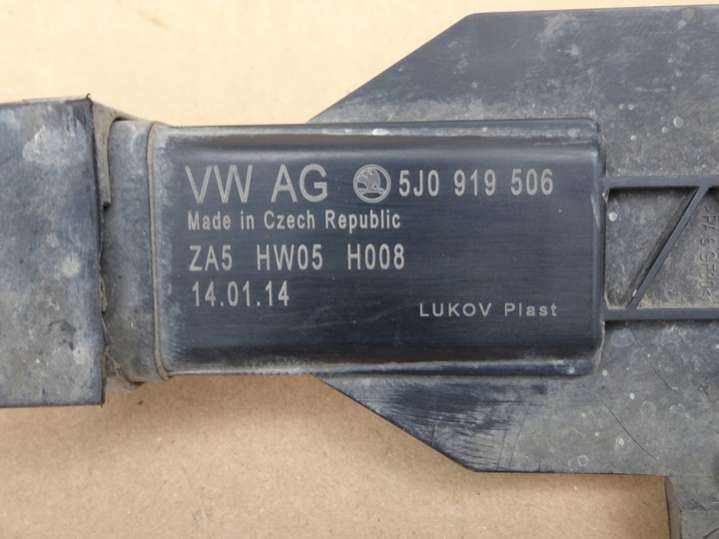 VW AG 5J0 919 506
Made in Czech Republic
ZA5 HW05 H008
14.01.14
LUKOV Plast